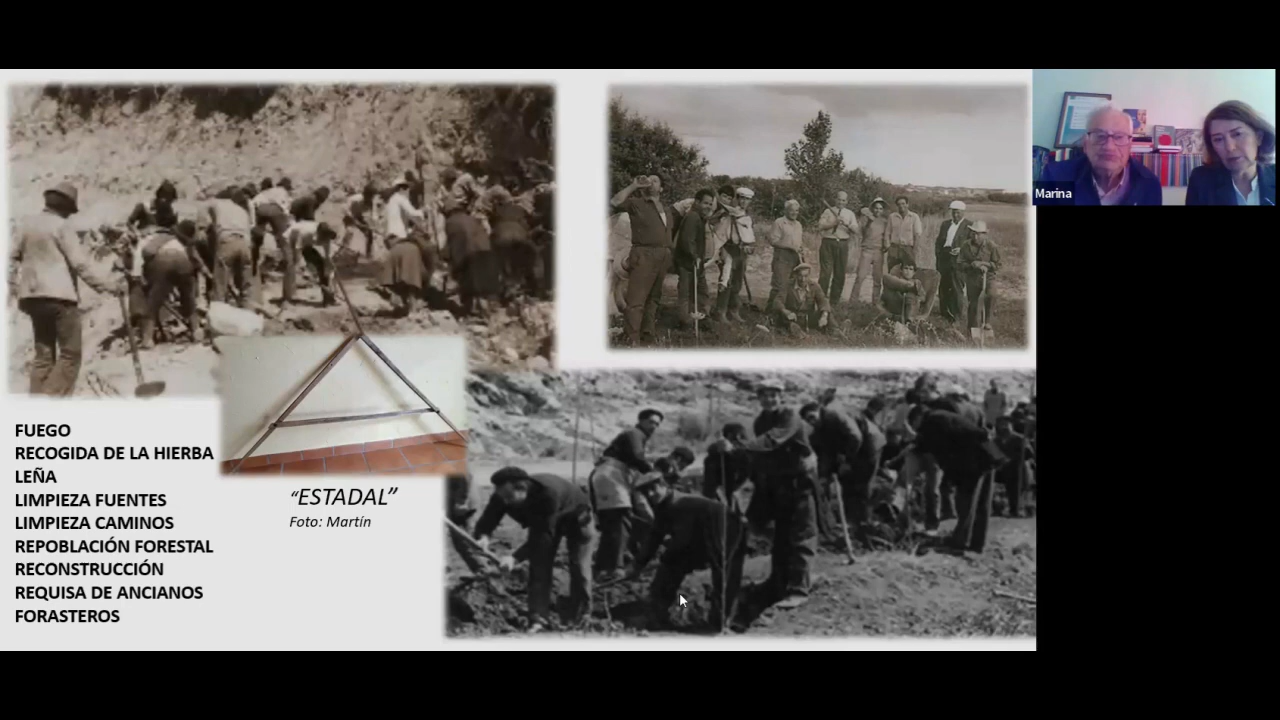 Marina
FUEGO
RECOGIDA DE LA HIERBA
LEÑA
LIMPIEZA FUENTES
LIMPIEZA CAMINOS
REPOBLACIÓN FORESTAL
RECONSTRUCCIÓN
REQUISA DE ANCIANOS
FORASTEROS
“ESTADAL”
Foto: Martín